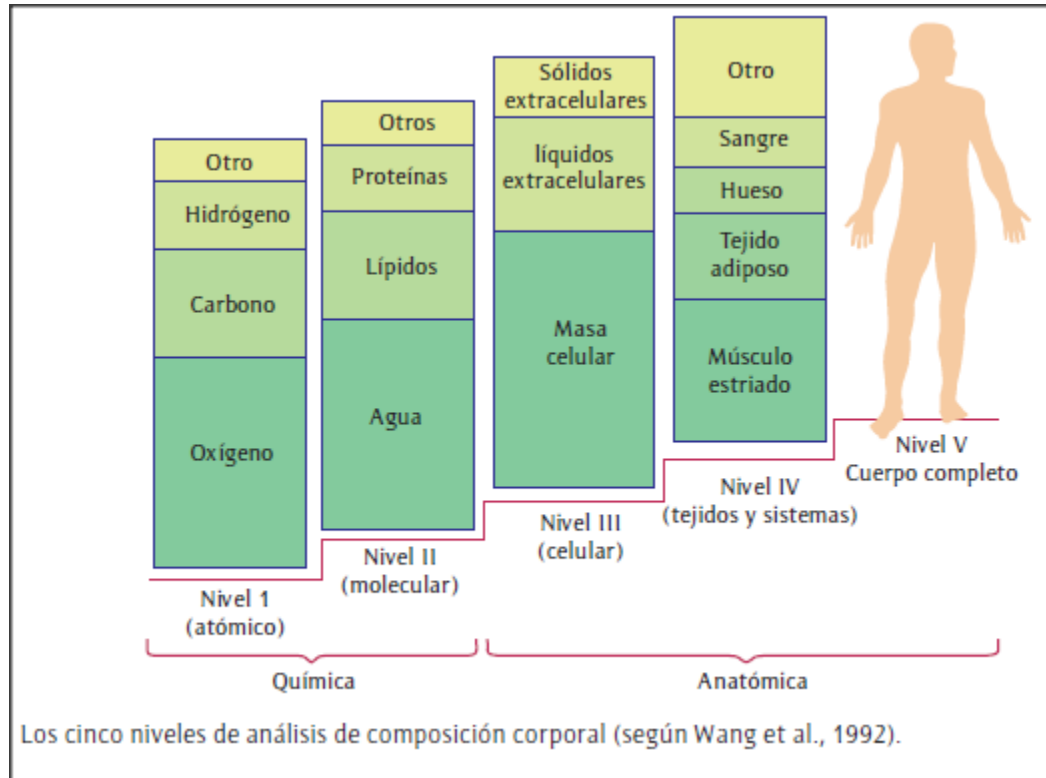 Otro
Hidrógeno
Carbono
Oxígeno
Nivel 1
(atómico)
Otros
Proteínas
Lípidos
Agua
Nivel II
(molecular)
Sólidos
extracelulares
líquidos
extracelulares
Masa
celular
Nivel III
(celular)
Otro
Sangre
Hueso
Tejido
adiposo
Músculo
estriado
Nivel IV
(tejidos y sistemas)
Nivel V
Cuerpo completo
Química
Anatómica
Los cinco niveles de análisis de composición corporal (según Wang et al., 1992).